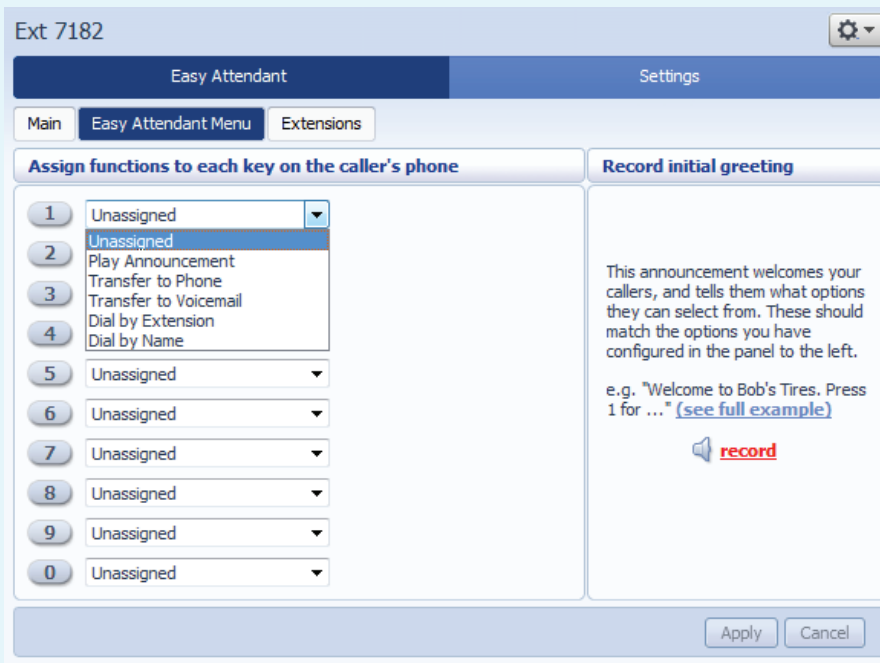 Ext 7182
Easy Attendant
Settings
Main
Easy Attendant Menu
Extensions
Assign functions to each key on the caller's phone
Record initial greeting
1
Unassigned
Unassigned
Play Announcement
Transfer to Phone
Transfer to Voicemail
Dial by Extension
Dial by Name
2
3
4
5
Unassigned
6
Unassigned
7
Unassigned
8
Unassigned
9
Unassigned
0
Unassigned
This announcement welcomes your
callers, and tells them what options
they can select from. These should
match the options you have
configured in the panel to the left.
e.g. "Welcome to Bob's Tires. Press
1 for ..." (see full example)
record
Apply
Cancel